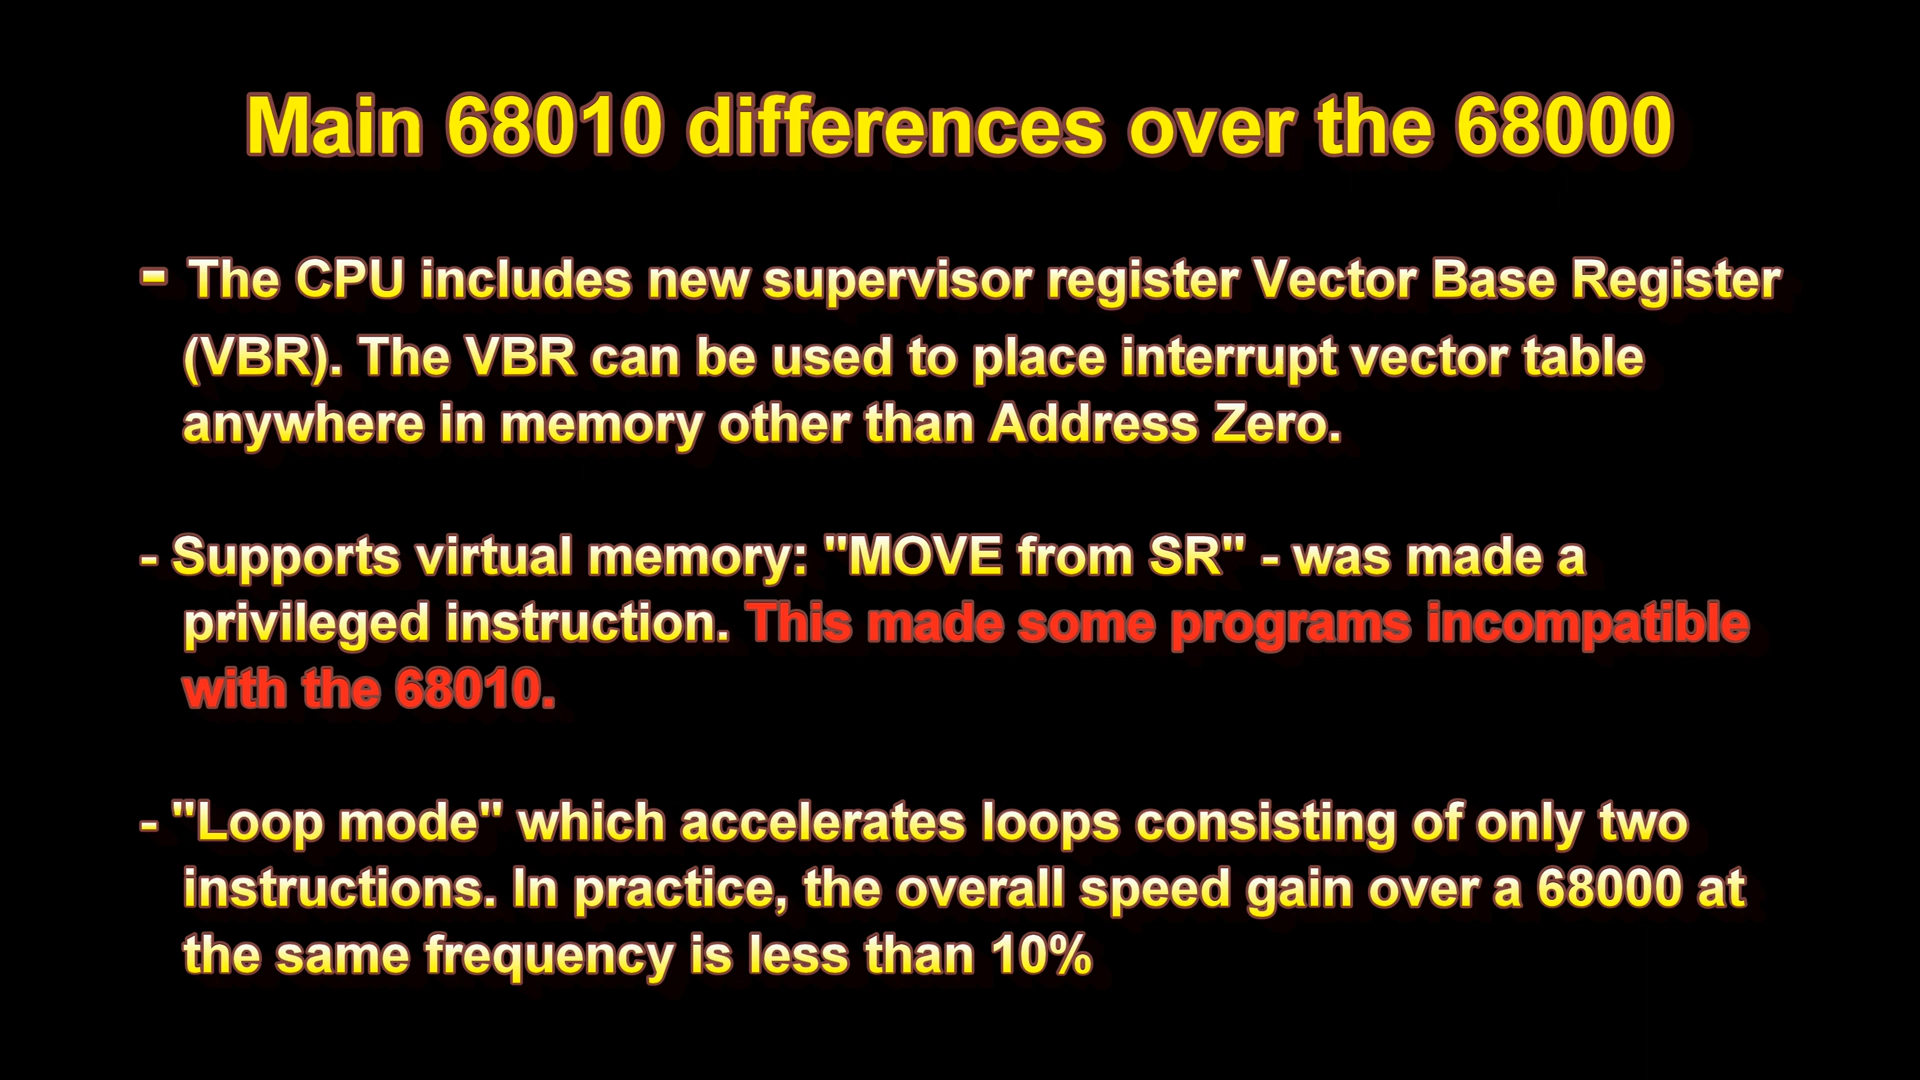 Main 68010 differences over the 68000
- The CPU includes new supervisor register Vector Base Register
(VBR). The VBR can be used to place interrupt vector table
anywhere in memory other than Address Zero.
- Supports virtual memory: "MOVE from SR" - was made a
privileged instruction. This made some programs incompatible
with the 68010.
- "Loop mode" which accelerates loops consisting of only two
instructions. In practice, the overall speed gain over a 68000 at
the same frequency is less than 10%